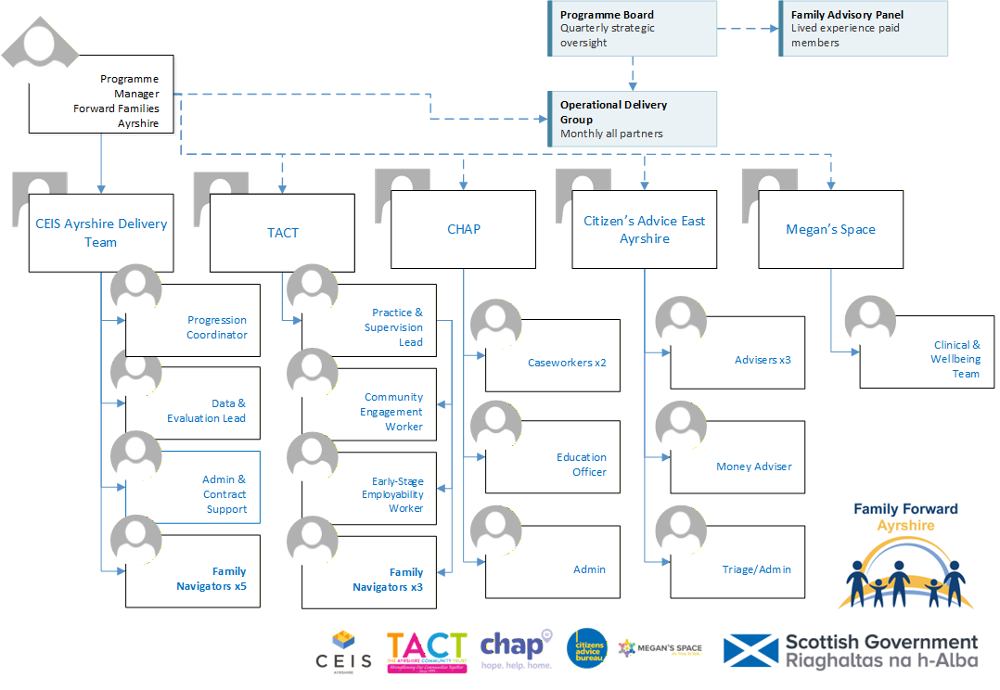 Programme Board
Quarterly strategic
oversight
Family Advisory Panel
Lived experience paid
members
Programme
Manager
Forward Families
Ayrshire
Operational Delivery
Group
Monthly all partners
CEIS Ayrshire Delivery
Team
TACT
CHAP
Citizen’s Advice East
Ayrshire
Megan’s Space
Progression
Coordinator
Data &
Evaluation Lead
Admin &
Contract
Support
Family
Navigators x5
Practice &
Supervision
Lead
Community
Engagement
Worker
Early-Stage
Employability
Worker
Family
Navigators x3
Caseworkers x2
Education
Officer
Admin
Advisers x3
Money Adviser
Triage/Admin
Clinical &
Wellbeing
Team
Family Forward
Ayrshire
CEIS
AYRSHIRE
TACT
THE AYRSHIRE COMMUNITY TRUST
Strengthening Our Communities Together
chap
hope. help. home.
citizens
advice
bureau
MEGAN'S SPACE
Scottish Government
Riaghaltas na h-Alba